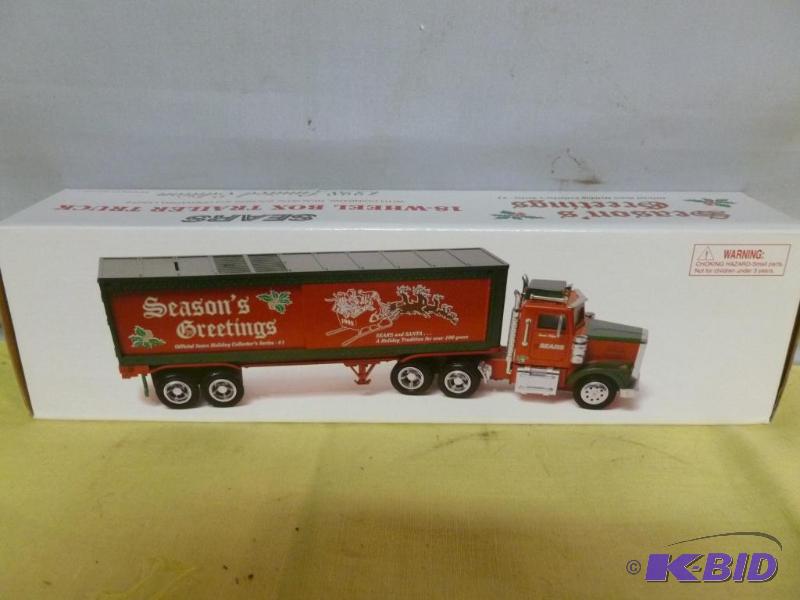 Season's
Greetings
SEARS
18-WHEEL BOX TRAILER TRUCK
Season's
Greetings
Official Sears Holiday Collector's Series - #1
SEARS and SANTA . . .
A Holiday Tradition for over 100 years
SEARS
WARNING:
CHOKING HAZARD-Small parts.
Not for children under 3 years.
© K-BID